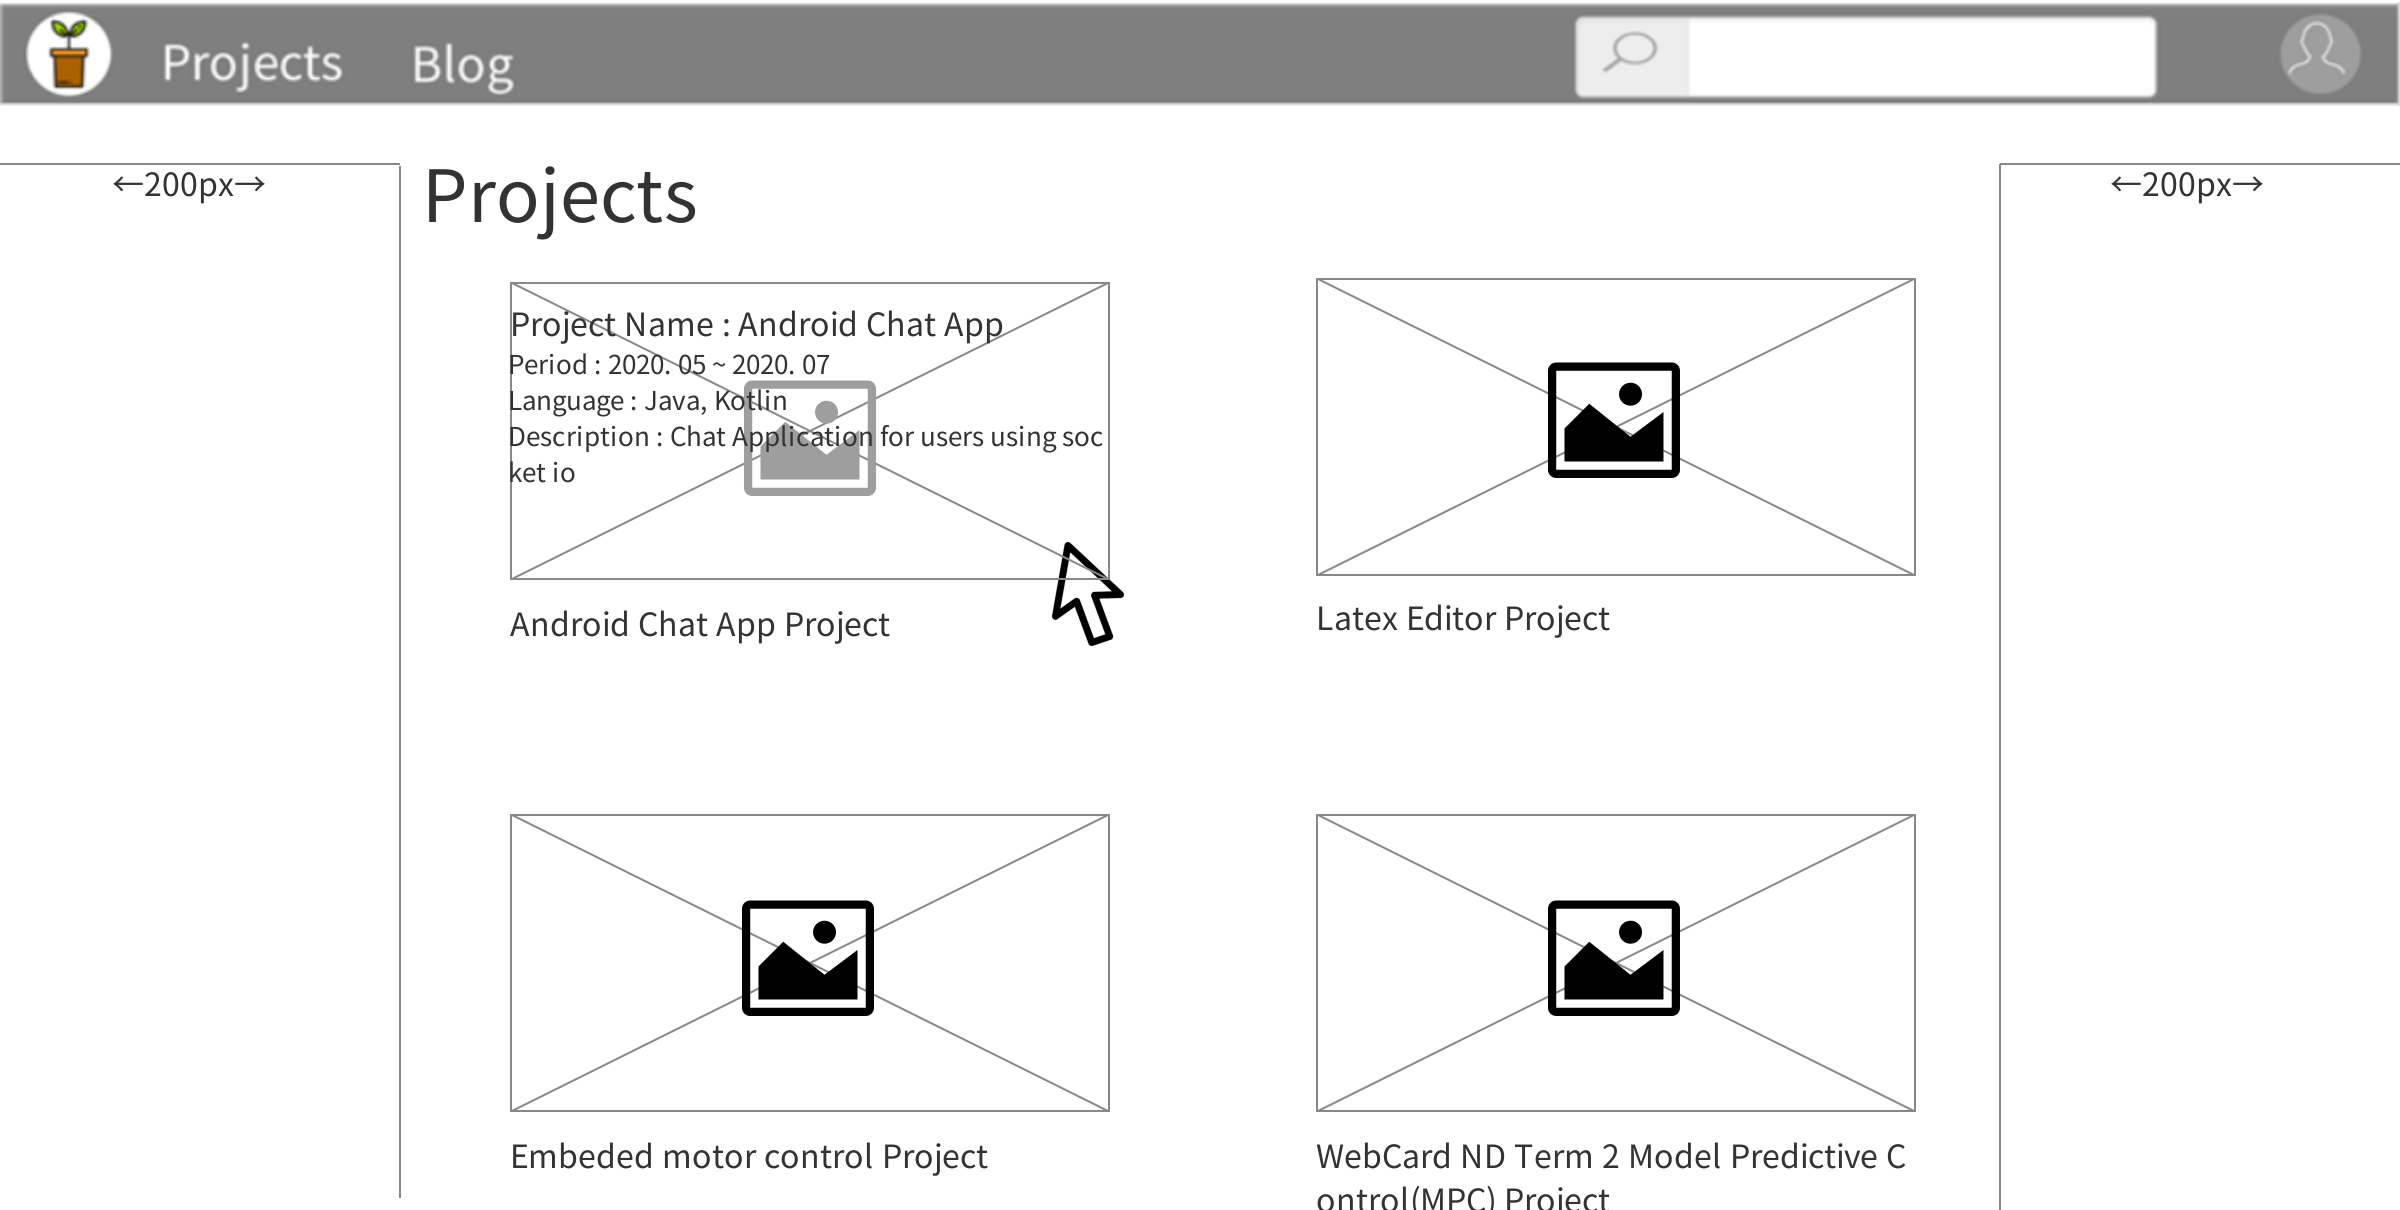 Projects Blog
←200px→
Projects
←200px→
Project Name : Android Chat App
Period : 2020. 05 ~ 2020. 07
Language : Java, Kotlin
Description : Chat Application for users using soc
ket io
Android Chat App Project
Latex Editor Project
Embeded motor control Project
WebCard ND Term 2 Model Predictive C
ontrol(MPC) Project